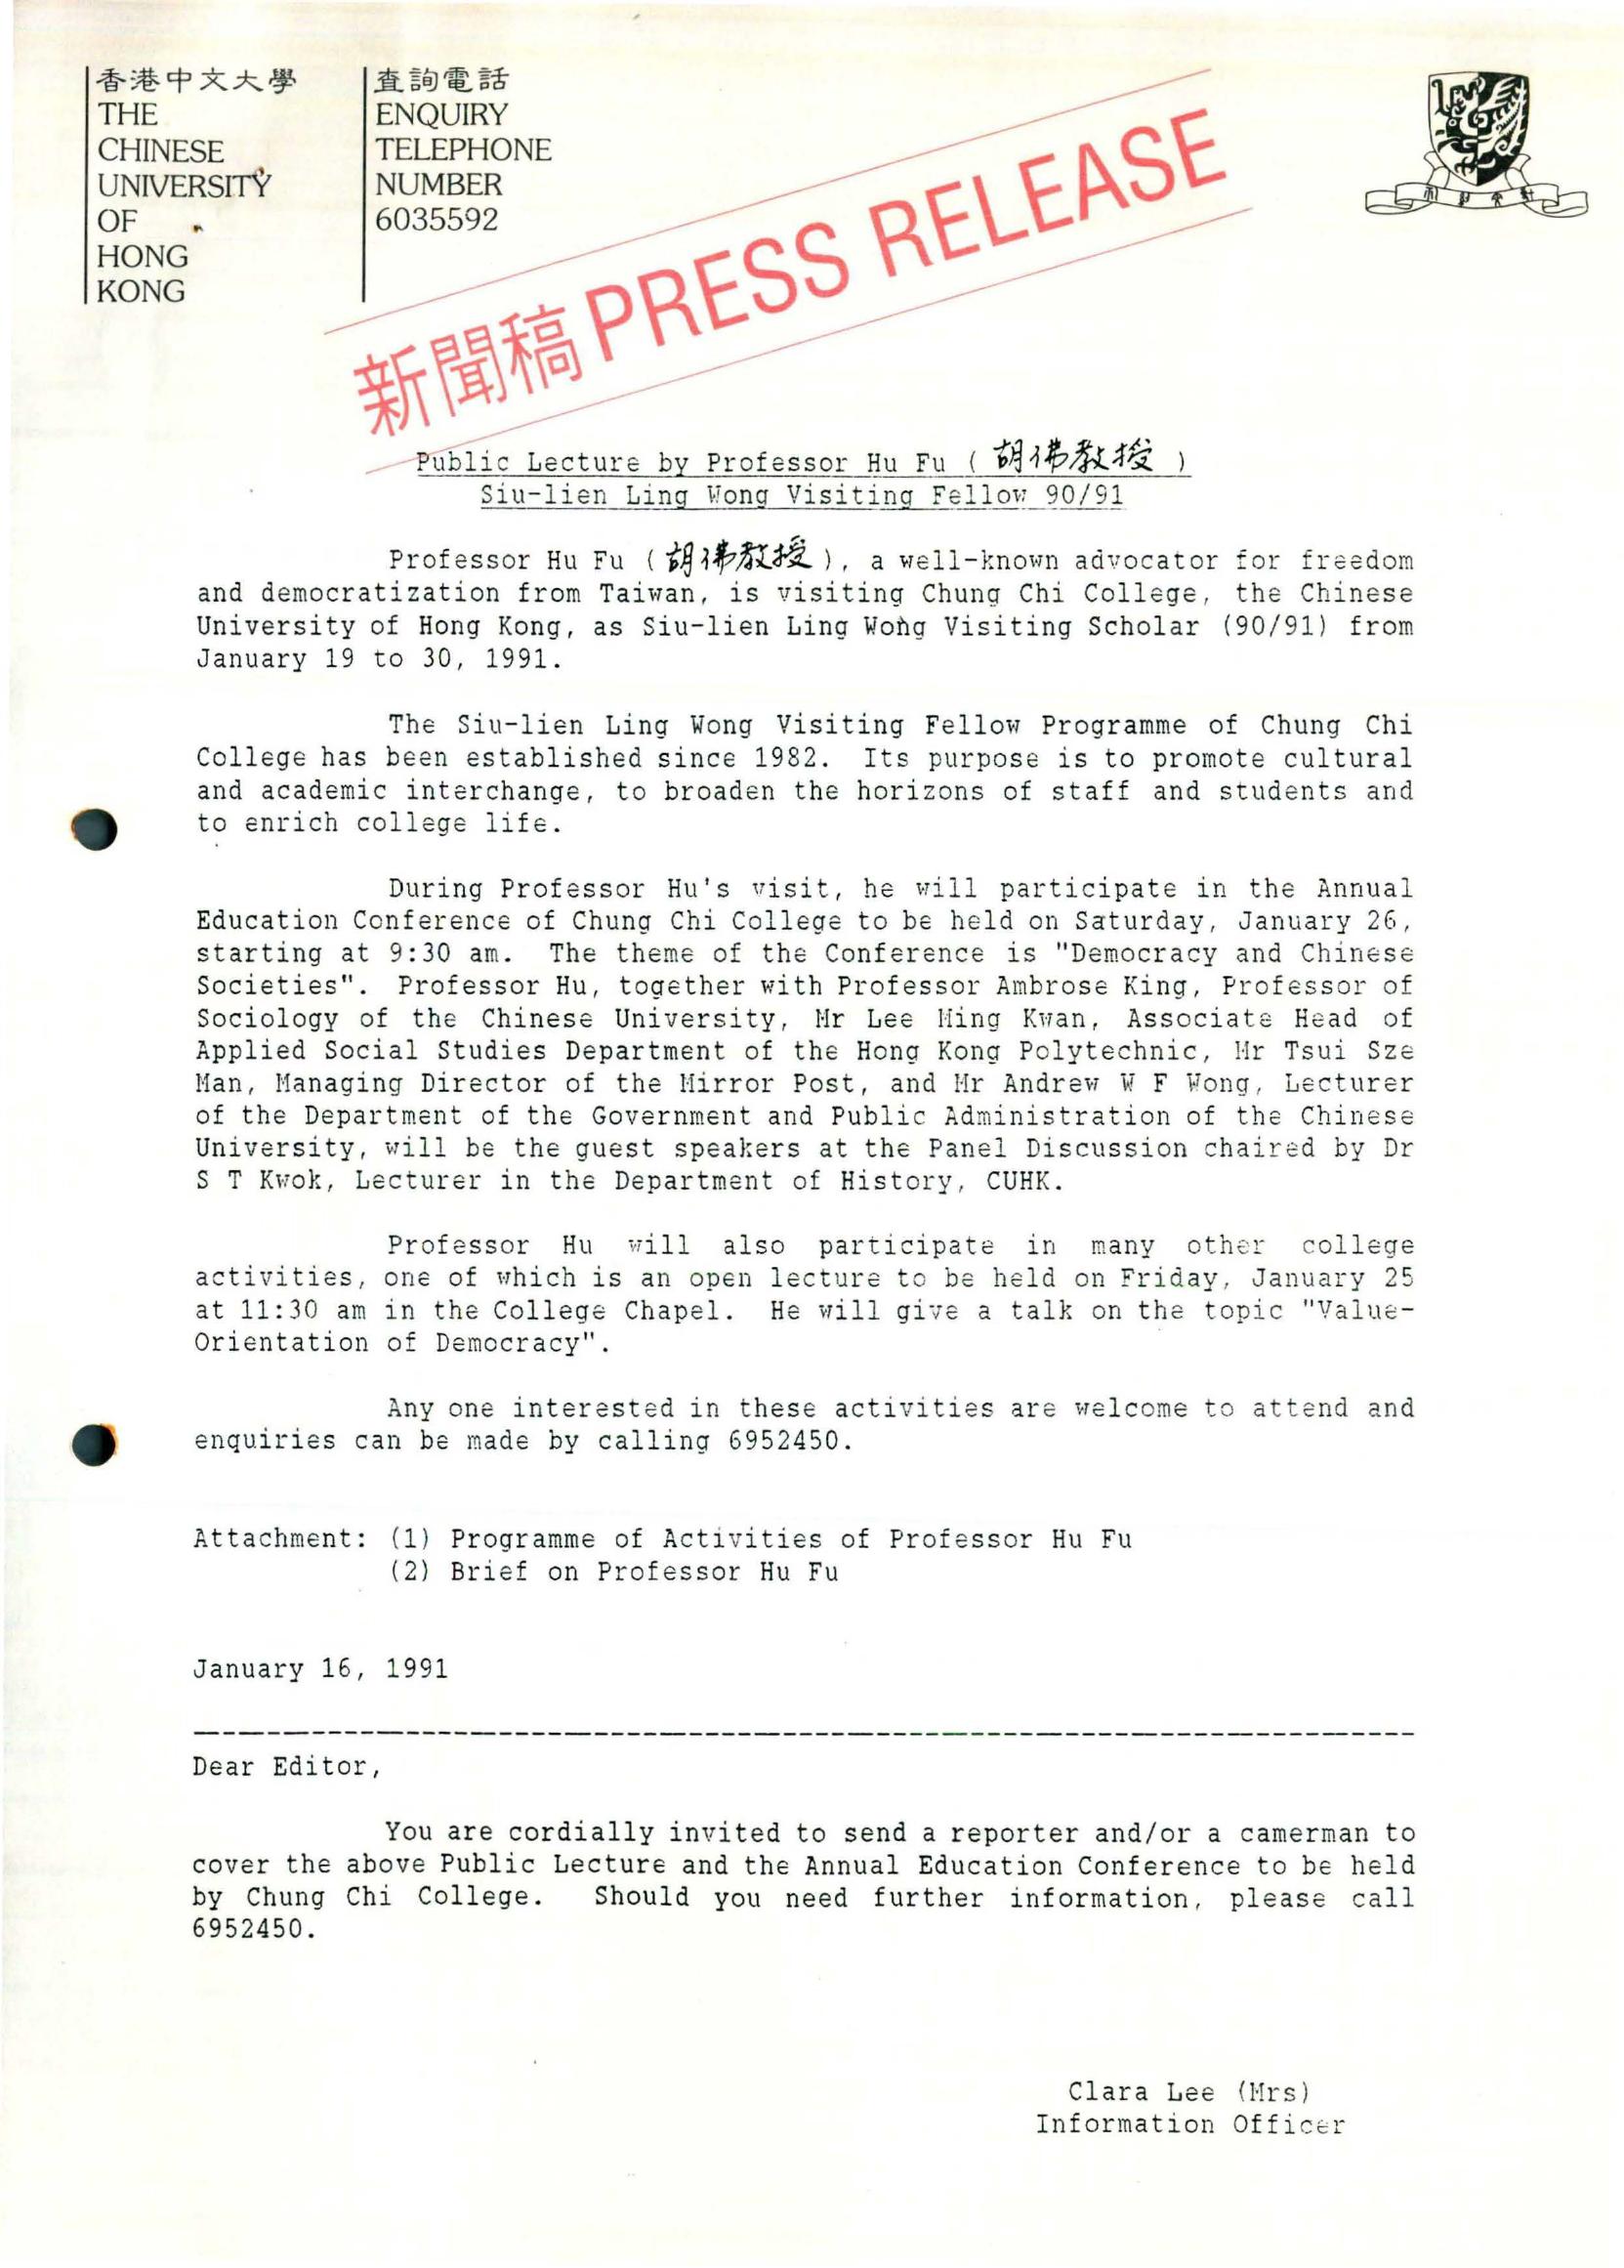 香港中文大學
THE
CHINESE
UNIVERSITY
OF
HONG
KONG
查詢電話
ENQUIRY
TELEPHONE
NUMBER
6035592
新聞稿 PRESS RELEASE
Public Lecture by Professor Hu Fu ( 胡佛教授 )
Siu-lien Ling Wong Visiting Fellow 90/91
Professor Hu Fu ( 胡佛教授 ), a well-known advocator for freedom
and democratization from Taiwan, is visiting Chung Chi College, the Chinese
University of Hong Kong, as Siu-lien Ling Wong Visiting Scholar (90/91) from
January 19 to 30, 1991.
The Siu-lien Ling Wong Visiting Fellow Programme of Chung Chi
College has been established since 1982. Its purpose is to promote cultural
and academic interchange, to broaden the horizons of staff and students and
to enrich college life.
During Professor Hu's visit, he will participate in the Annual
Education Conference of Chung Chi College to be held on Saturday, January 26,
starting at 9:30 am. The theme of the Conference is "Democracy and Chinese
Societies". Professor Hu, together with Professor Ambrose King, Professor of
Sociology of the Chinese University, Mr Lee Ming Kwan, Associate Head of
Applied Social Studies Department of the Hong Kong Polytechnic, Mr Tsui Sze
Man, Managing Director of the Mirror Post, and Mr Andrew W F Wong, Lecturer
of the Department of the Government and Public Administration of the Chinese
University, will be the guest speakers at the Panel Discussion chaired by Dr
S T Kwok, Lecturer in the Department of History, CUHK.
Professor Hu will also participate in many other college
activities, one of which is an open lecture to be held on Friday, January 25
at 11:30 am in the College Chapel. He will give a talk on the topic "Value-
Orientation of Democracy".
Any one interested in these activities are welcome to attend and
enquiries can be made by calling 6952450.
Attachment: (1) Programme of Activities of Professor Hu Fu
(2) Brief on Professor Hu Fu
January 16, 1991
Dear Editor,
You are cordially invited to send a reporter and/or a camerman to
cover the above Public Lecture and the Annual Education Conference to be held
by Chung Chi College. Should you need further information, please call
6952450.
Clara Lee (Mrs)
Information Officer